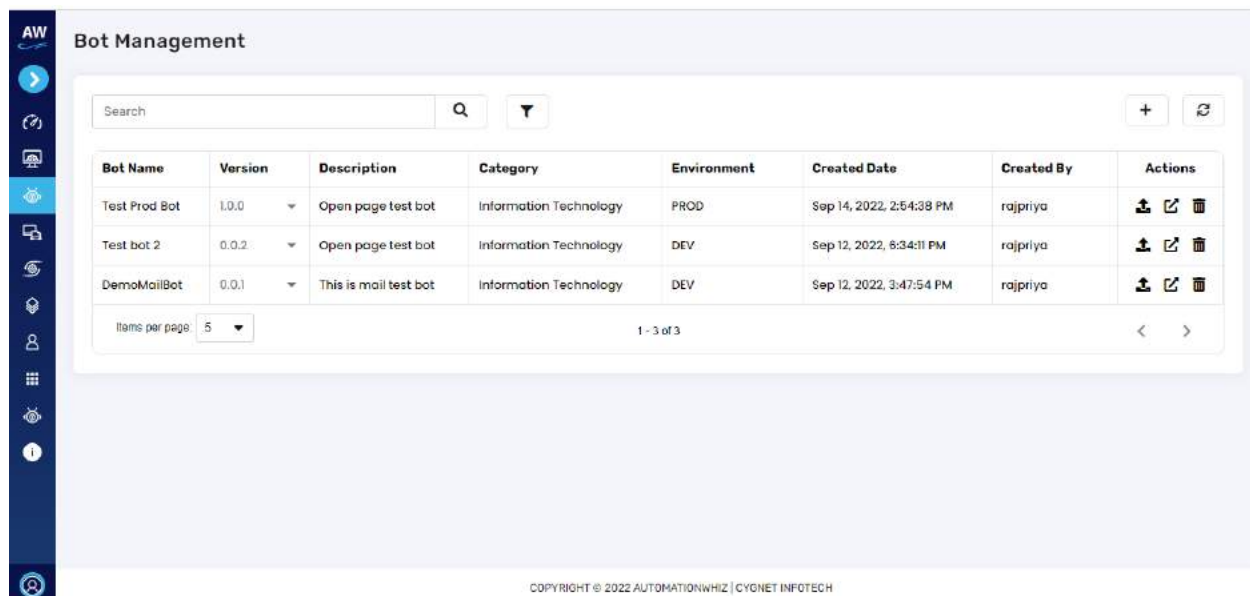 AW
Bot Management
Search
Bot Name Version Description Category Environment Created Date Created By Actions
Test Prod Bot 1.0.0 Open page test bot Information Technology PROD Sep 14, 2022, 2:54:38 PM rajpriya
Test bot 2 0.0.2 Open page test bot Information Technology DEV Sep 12, 2022, 6:34:11 PM rajpriya
DemoMailBot 0.0.1 This is mail test bot Information Technology DEV Sep 12, 2022, 3:47:54 PM rajpriya
Items per page: 5 1 - 3 of 3
COPYRIGHT © 2022 AUTOMATIONWHIZ | CYGNET INFOTECH